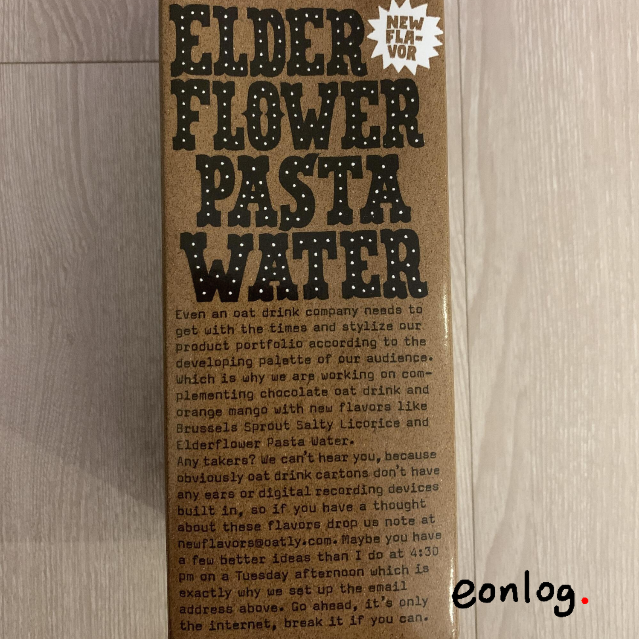 ELDER
NEW
FLA-
VOR
FLOWER
PASTA
WATER
Even an oat drink company needs to
get with the times and stylize our
product portfolio according to the
developing palette of our audience.
Which is why we are working on com-
plementing chocolate oat drink and
orange mango with new flavors like
Brussels Sprout Salty Licorice and
Elderflower Pasta Water.
Any takers? We can't hear you, because
obviously oat drink cartons don't have
any ears or digital recording devices
built in, so if you have a thought
about these flavors drop us note at
newflavors@oatly.com. Maybe you have
a few better ideas than I do at 4:30
pm on a Tuesday afternoon which is
exactly why we set up the email
address above. Go ahead, it's only
the internet, break it if you can.
eonlog.